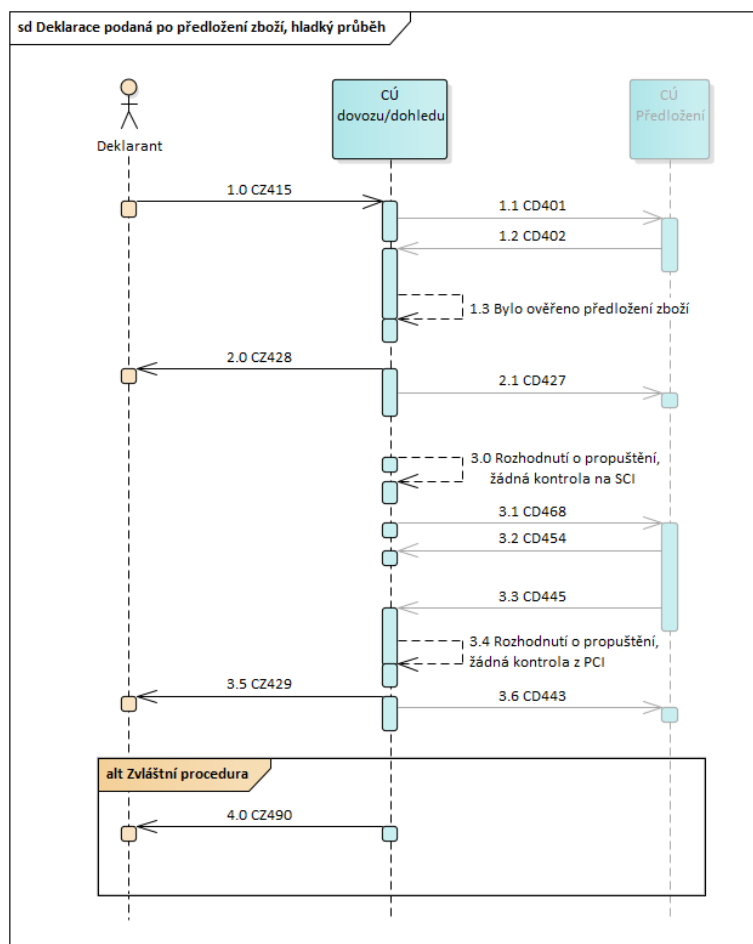 sd Deklarace podaná po předložení zboží, hladký průběh
Deklarant
CÚ
dovozu/dohledu
CÚ
Předložení
1.0 CZ415
1.1 CD401
1.2 CD402
1.3 Bylo ověřeno předložení zboží
2.0 CZ428
2.1 CD427
3.0 Rozhodnutí o propuštění,
žádná kontrola na SCI
3.1 CD468
3.2 CD454
3.3 CD445
3.4 Rozhodnutí o propuštění,
žádná kontrola z PCI
3.5 CZ429
3.6 CD443
alt Zvláštní procedura
4.0 CZ490